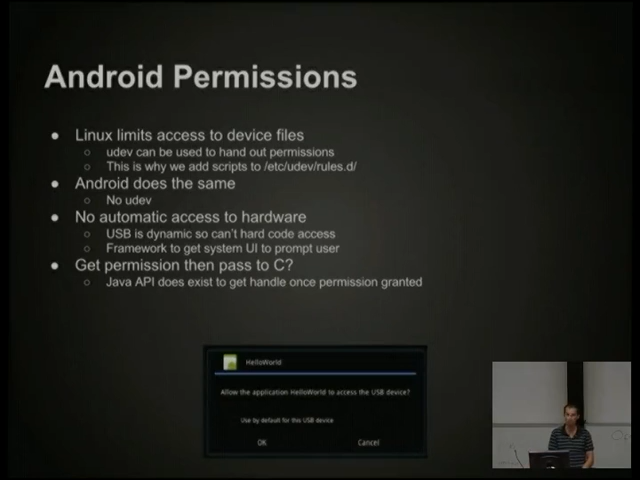 Android Permissions
● Linux limits access to device files
○ udev can be used to hand out permissions
○ This is why we add scripts to /etc/udev/rules.d/
● Android does the same
○ No udev
● No automatic access to hardware
○ USB is dynamic so can't hard code access
○ Framework to get system UI to prompt user
● Get permission then pass to C?
○ Java API does exist to get handle once permission granted
HelloWorld
Allow the application HelloWorld to access the USB device?
Use by default for this USB device
OK Cancel